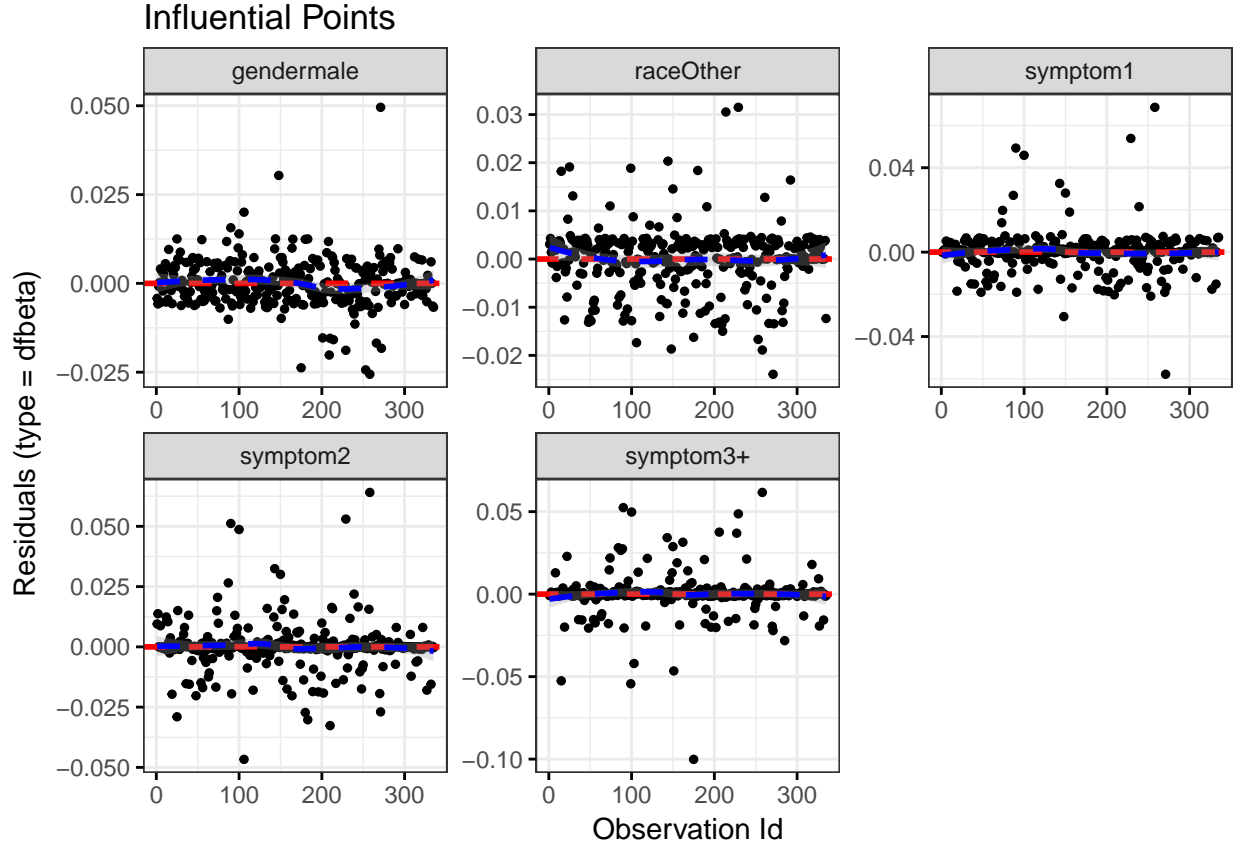 Influential Points
gendermale
raceOther
symptom1
0.050
0.025
0.000
−0.025
0.03
0.02
0.01
0.00
−0.01
−0.02
0.04
0.00
−0.04
0 100 200 300
0 100 200 300
0 100 200 300
symptom2
symptom3+
0.050
0.025
0.000
−0.025
−0.050
0.05
0.00
−0.05
−0.10
0 100 200 300
0 100 200 300
Residuals (type = dfbeta)
Observation Id